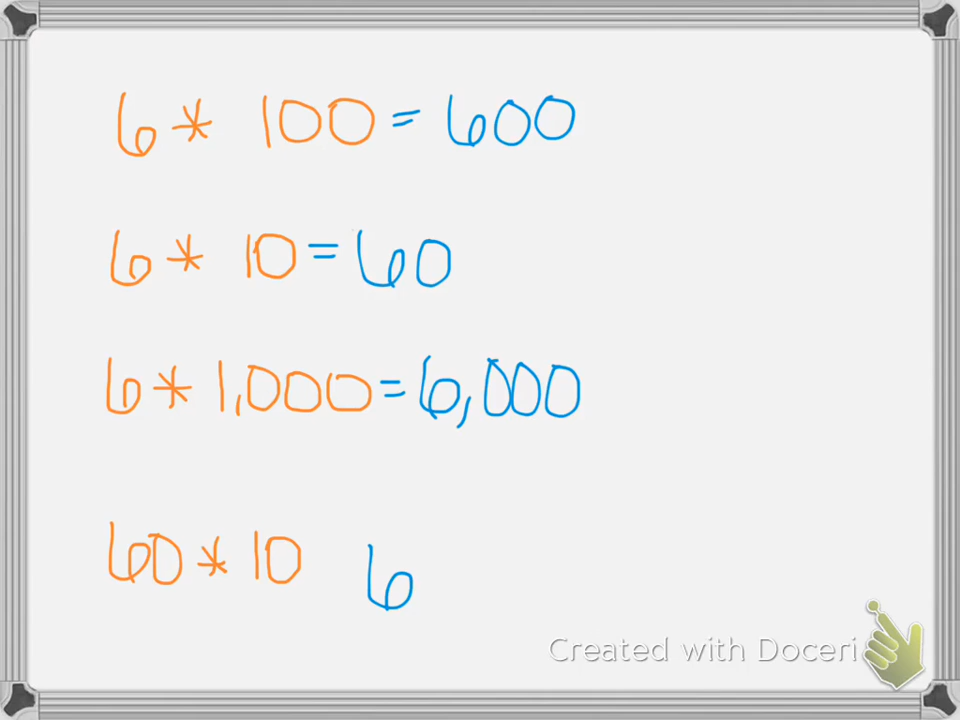 6 * 100 = 600
6 * 10 = 60
6 * 1,000 = 6,000
60 * 10 6
Created with Doceri